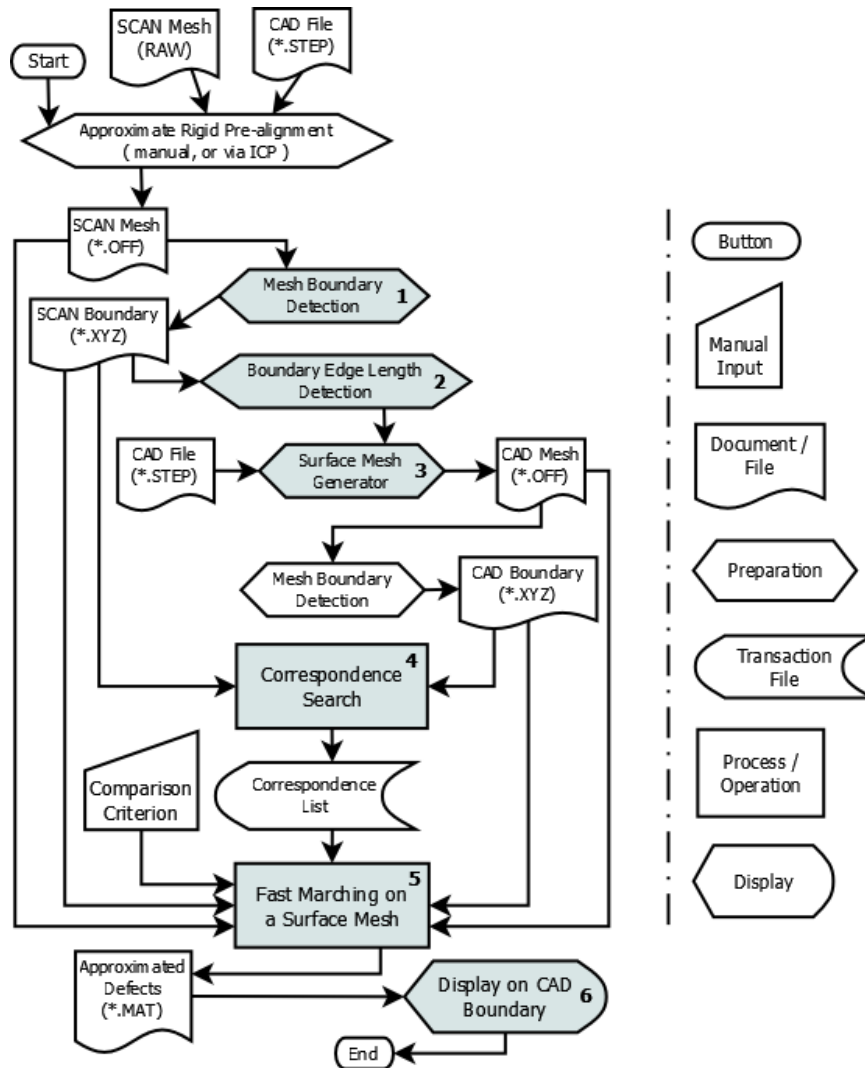 SCAN Mesh
(RAW)
CAD File
(*.STEP)
Start
Approximate Rigid Pre-alignment
( manual, or via ICP )
SCAN Mesh
(*.OFF)
Mesh Boundary
Detection
1
SCAN Boundary
(*.XYZ)
Boundary Edge Length
Detection
2
CAD File
(*.STEP)
Surface Mesh
Generator
3
CAD Mesh
(*.OFF)
Mesh Boundary
Detection
CAD Boundary
(*.XYZ)
Correspondence
Search
4
Comparison
Criterion
Correspondence
List
Fast Marching on
a Surface Mesh
5
Approximated
Defects
(*.MAT)
Display on CAD
Boundary
6
End
Button
Manual
Input
Document /
File
Preparation
Transaction
File
Process /
Operation
Display